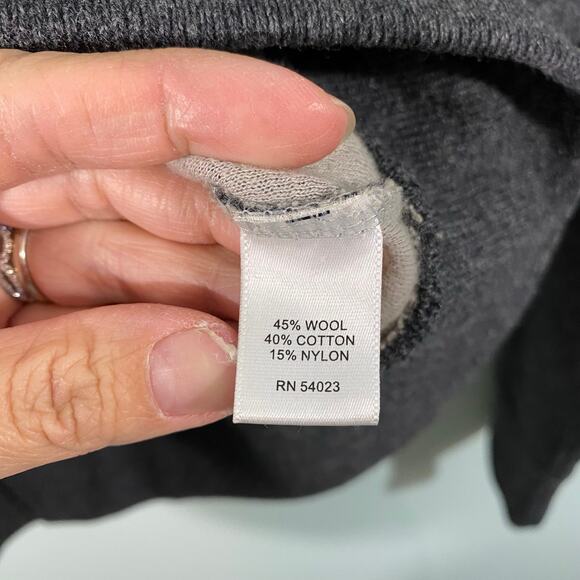 45% WOOL
40% COTTON
15% NYLON
RN 54023